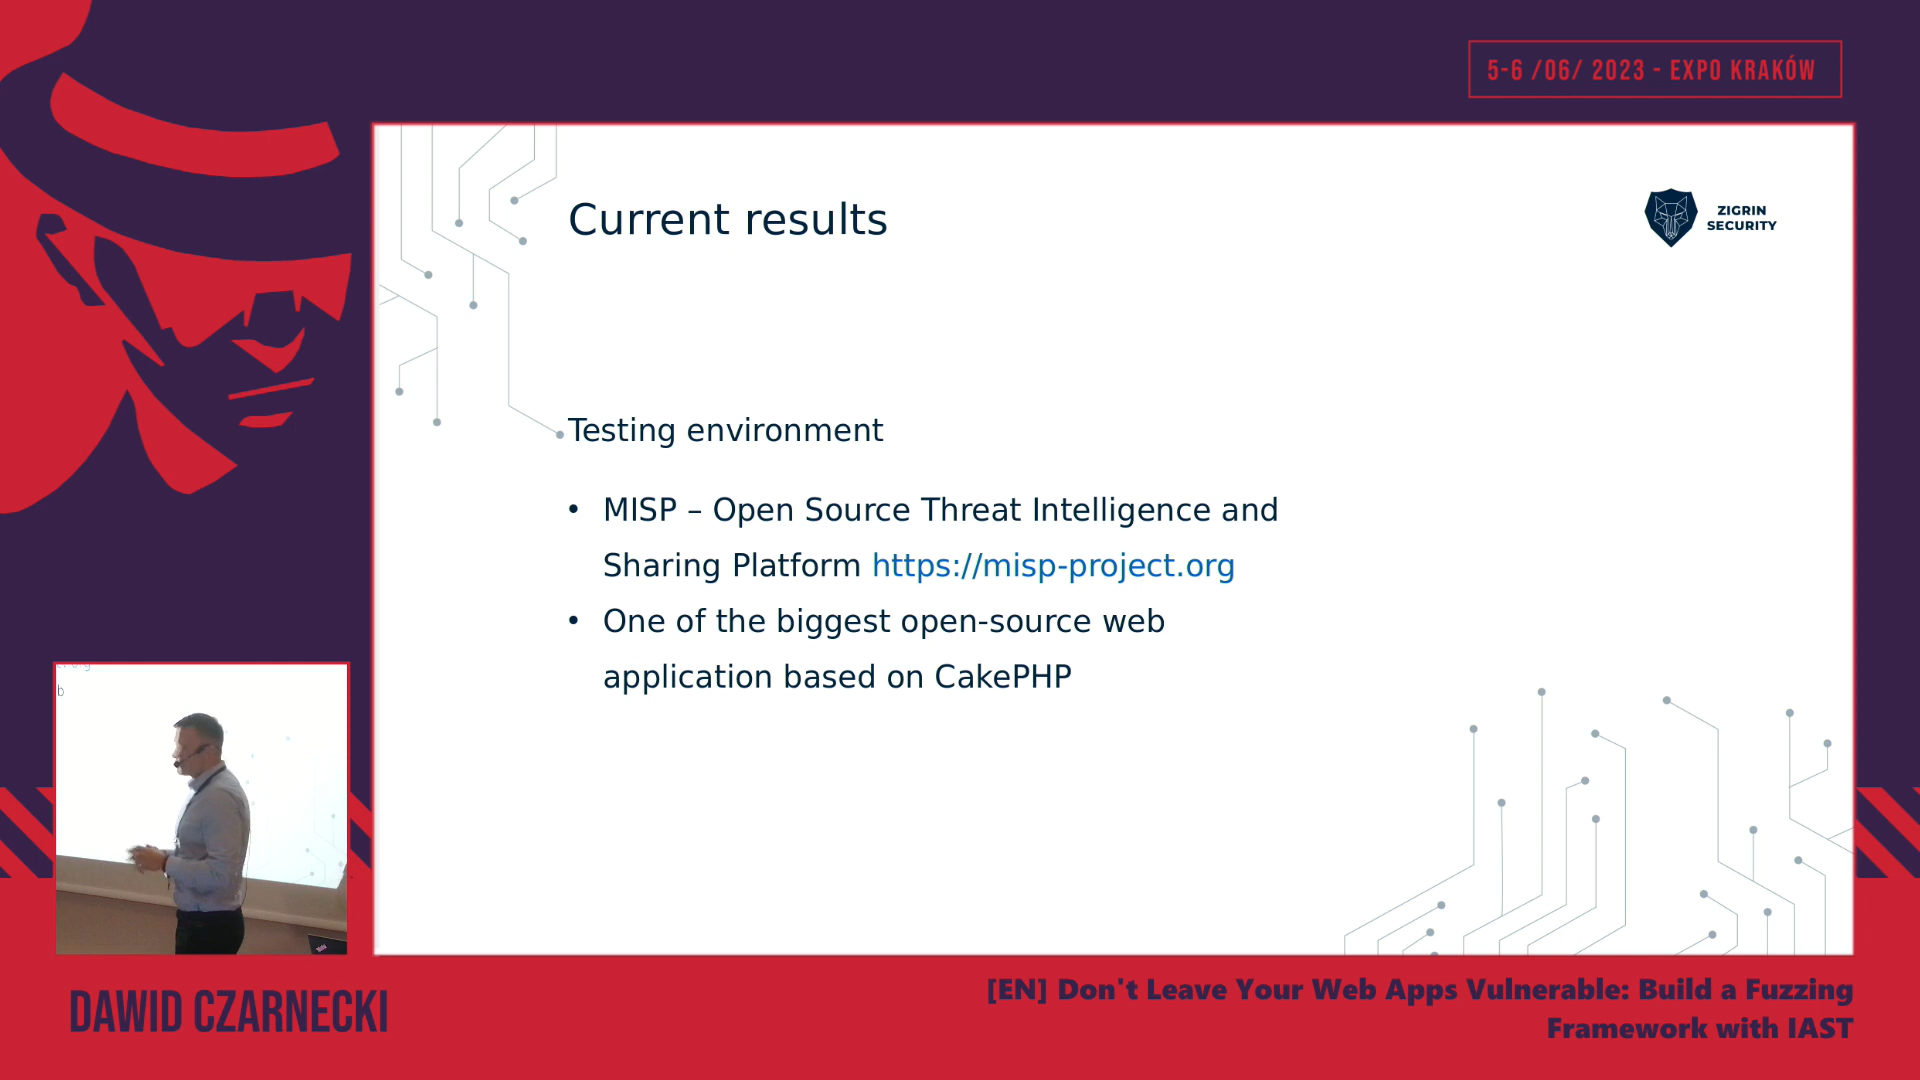 5-6 /06/ 2023 - EXPO KRAKÓW
Current results
ZIGRIN
SECURITY
Testing environment
• MISP – Open Source Threat Intelligence and
Sharing Platform https://misp-project.org
• One of the biggest open-source web
application based on CakePHP
b
DAWID CZARNECKI
[EN] Don't Leave Your Web Apps Vulnerable: Build a Fuzzing
Framework with IAST